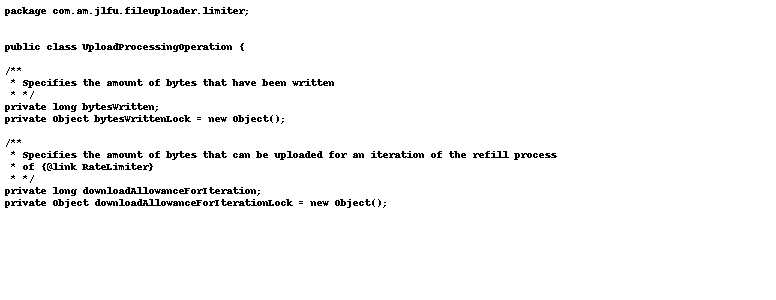 package com.am.jlfu.fileuploader.limiter;
public class UploadProcessingOperation {
/**
* Specifies the amount of bytes that have been written
* */
private long bytesWritten;
private Object bytesWrittenLock = new Object();
/**
* Specifies the amount of bytes that can be uploaded for an iteration of the refill process
* of {@link RateLimiter}
* */
private long downloadAllowanceForIteration;
private Object downloadAllowanceForIterationLock = new Object();